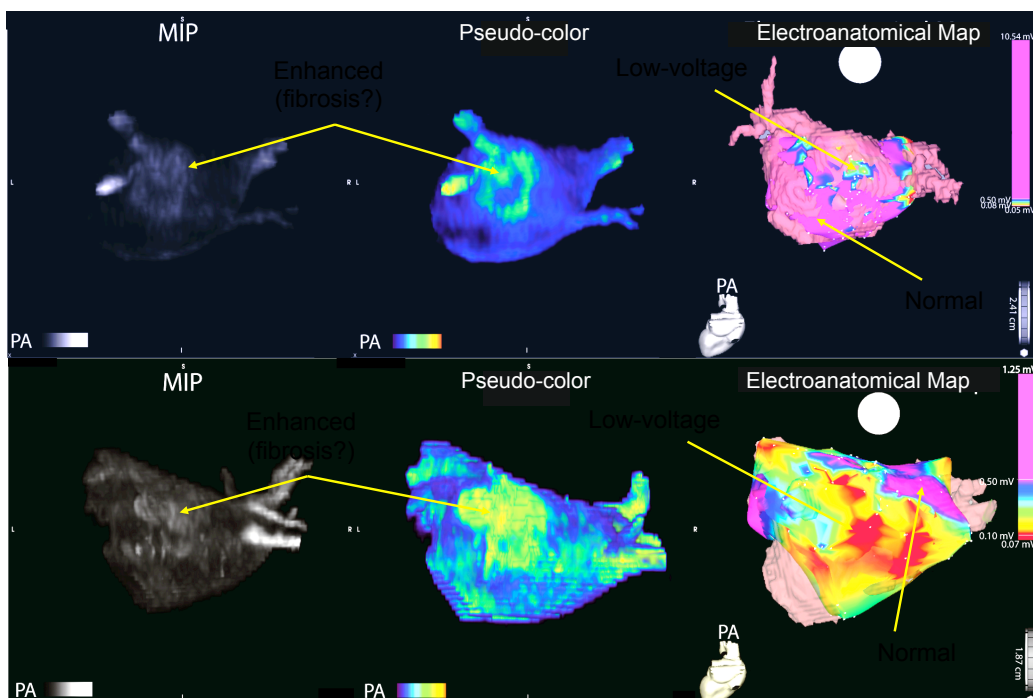 S
MIP
Pseudo-color
Electroanatomical Map
10.54 mV
Enhanced
(fibrosis?)
Low-voltage
L
R L
R
0.50 mV
0.08 mV
0.05 mV
Normal
PA
PA
PA
2.41 cm
S
S
MIP
Pseudo-color
Electroanatomical Map
1.25 mV
Enhanced
(fibrosis?)
Low-voltage
0.50 mV
L
R L
R
0.10 mV
0.07 mV
Normal
PA
PA
PA
1.87 cm